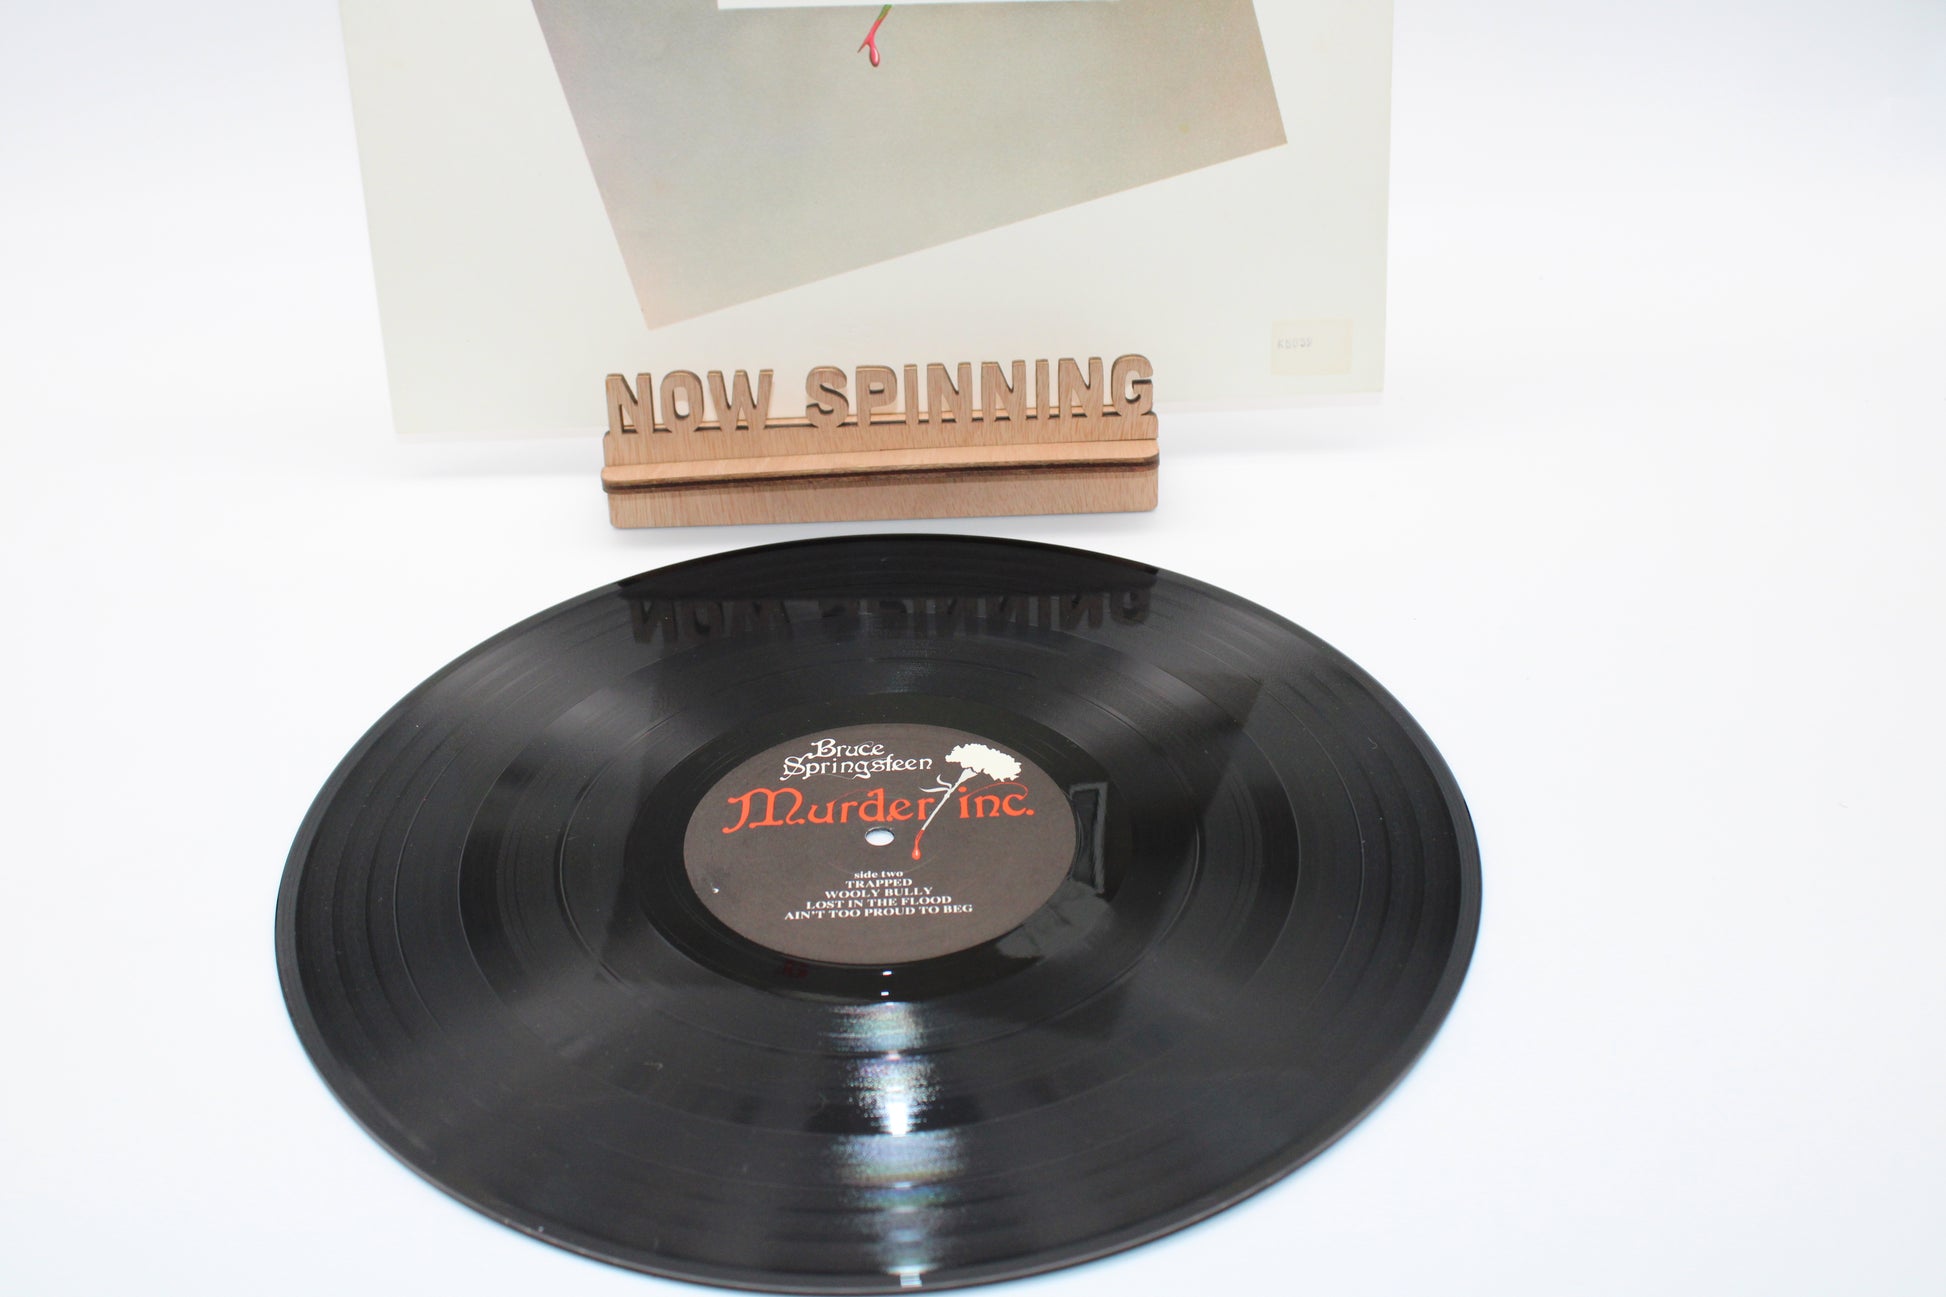 K8039
NOW SPINNING
Bruce
Springsteen
Murder inc.
side two
TRAPPED
WOOLY BULLY
LOST IN THE FLOOD
AIN'T TOO PROUD TO BEG